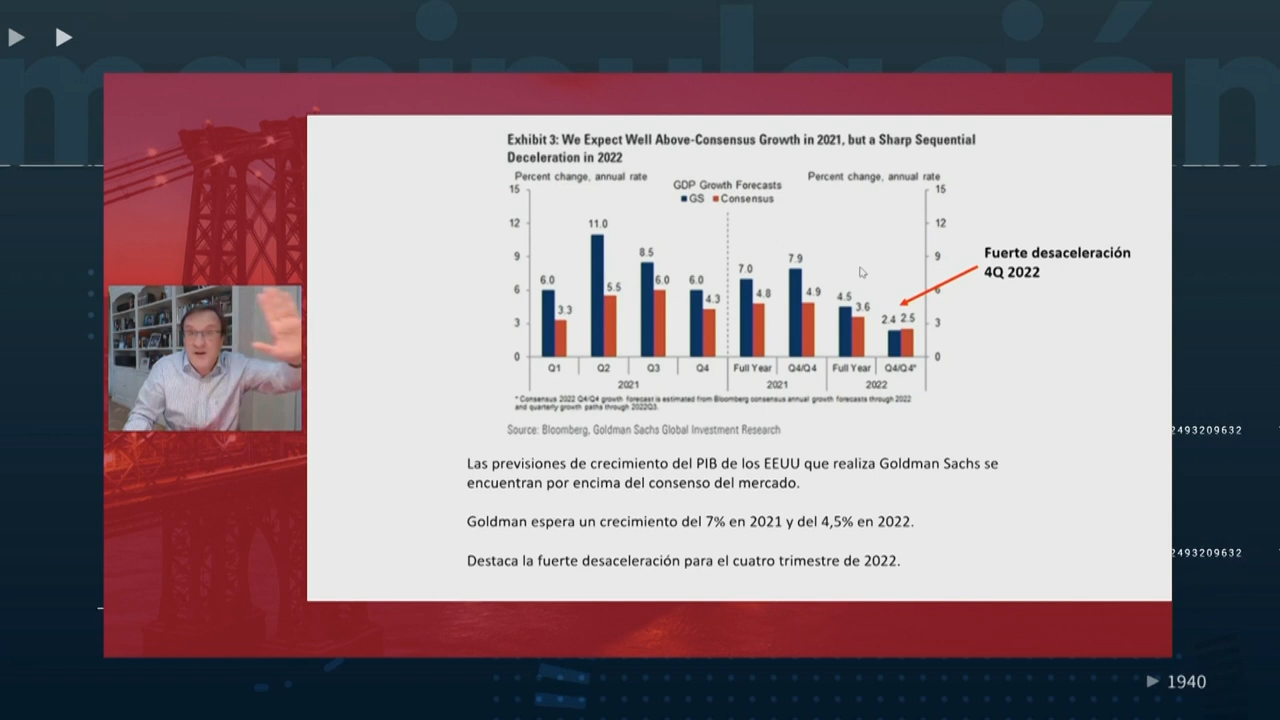 manipulación
Exhibit 3: We Expect Well Above-Consensus Growth in 2021, but a Sharp Sequential
Deceleration in 2022
Percent change, annual rate
Percent change, annual rate
GDP Growth Forecasts
GS Consensus
15 15
12 12
9 9
6 6
3 3
0 0
6.0 3.3 11.0 5.5 8.5 6.0 6.0 4.3 7.0 4.8 7.9 4.9 4.5 3.6 2.4 2.5
Q1 Q2 Q3 Q4 Full Year Q4/Q4 Full Year Q4/Q4*
2021 2021 2022
* Consensus 2022 Q4/Q4 growth forecast is estimated from Bloomberg consensus annual growth forecasts through 2022
and quarterly growth paths through 2022Q3.
Source: Bloomberg, Goldman Sachs Global Investment Research
Fuerte desaceleración
4Q 2022
Las previsiones de crecimiento del PIB de los EEUU que realiza Goldman Sachs se
encuentran por encima del consenso del mercado.
Goldman espera un crecimiento del 7% en 2021 y del 4,5% en 2022.
Destaca la fuerte desaceleración para el cuatro trimestre de 2022.
2493209632
2493209632
1940